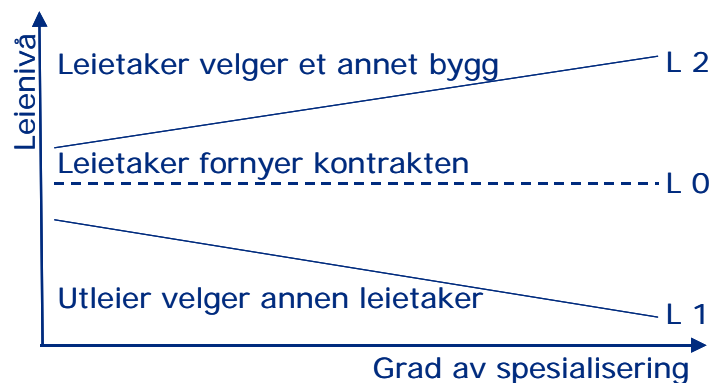 Leienivå
Leietaker velger et annet bygg
L 2
Leietaker fornyer kontrakten
L 0
Utleier velger annen leietaker
L 1
Grad av spesialisering